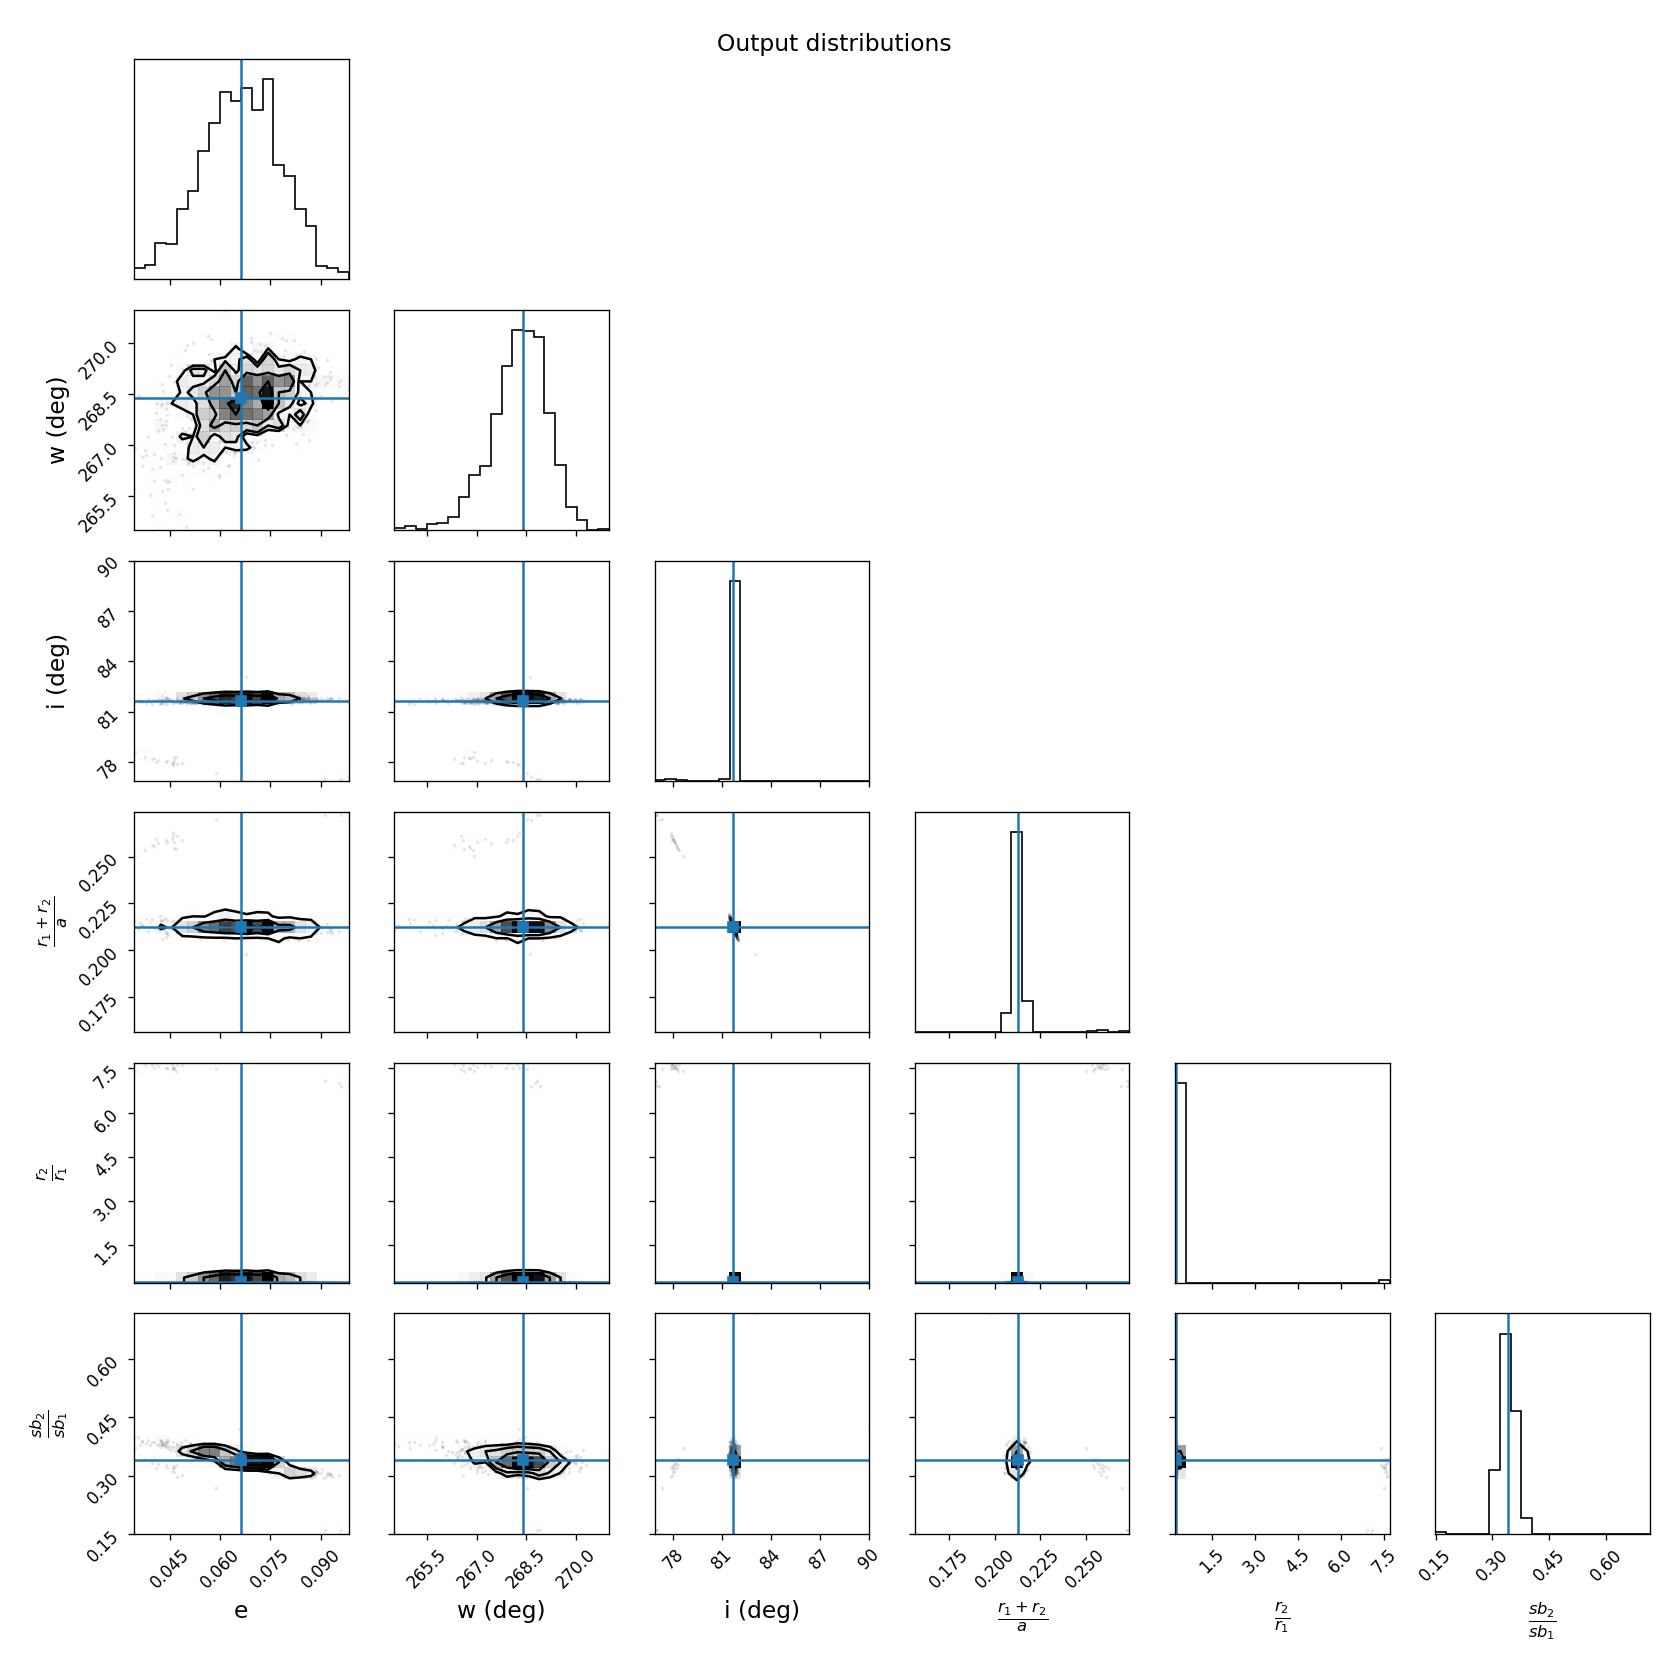 Output distributions
w (deg)
270.0
268.5
267.0
265.5
i (deg)
90
87
84
81
78
r₁ + r₂
a
0.250
0.225
0.200
0.175
r₂
r₁
7.5
6.0
4.5
3.0
1.5
sb₂
sb₁
0.60
0.45
0.30
0.15
0.045 0.060 0.075 0.090 265.5 267.0 268.5 270.0 78 81 84 87 90 0.175 0.200 0.225 0.250 1.5 3.0 4.5 6.0 7.5 0.15 0.30 0.45 0.60
e w (deg) i (deg)
r₁ + r₂ r₂ sb₂
a r₁ sb₁